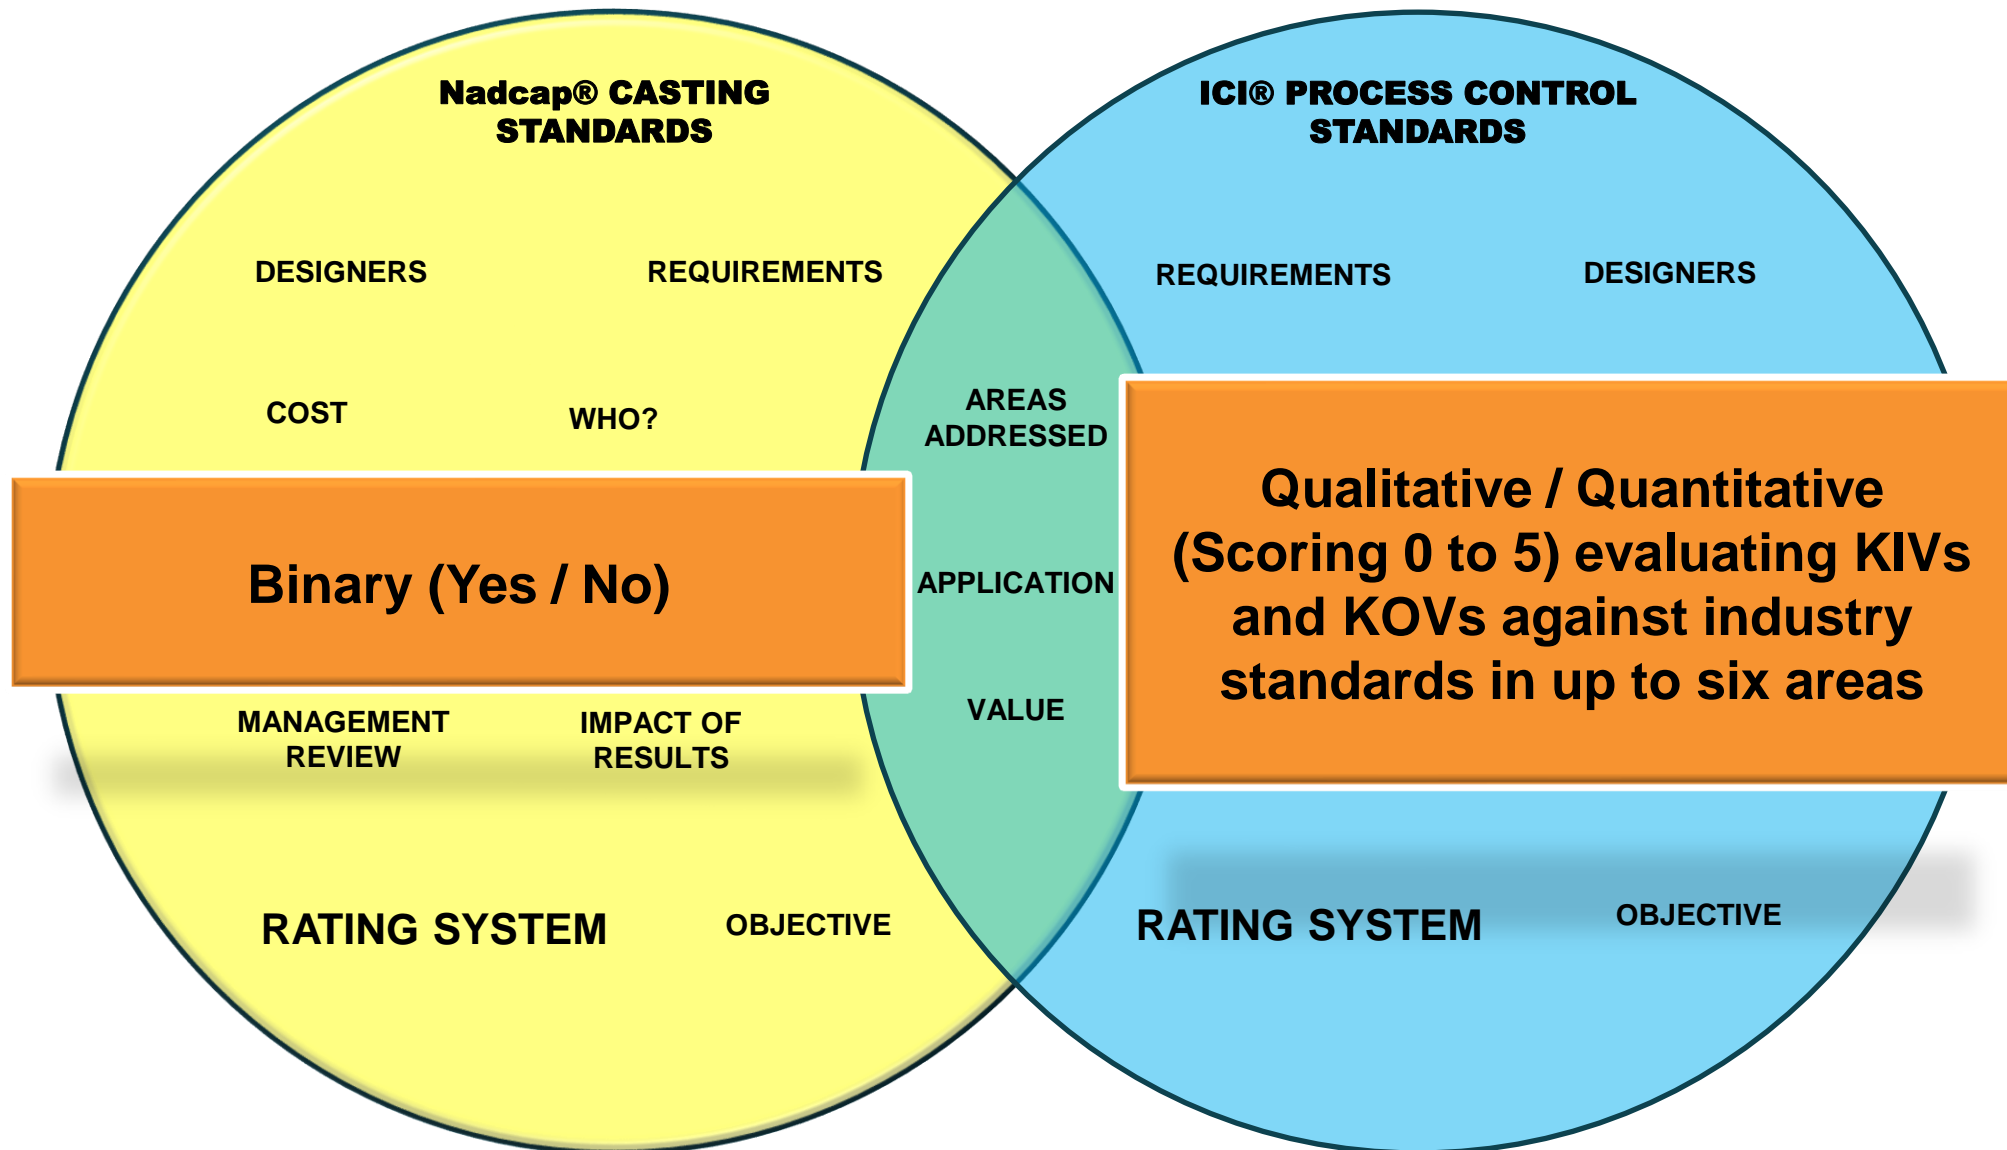 Nadcap® CASTING
STANDARDS
ICI® PROCESS CONTROL
STANDARDS
DESIGNERS
REQUIREMENTS
REQUIREMENTS
DESIGNERS
COST
WHO?
AREAS
ADDRESSED
Binary (Yes / No)
APPLICATION
Qualitative / Quantitative
(Scoring 0 to 5) evaluating KIVs
and KOVs against industry
standards in up to six areas
VALUE
MANAGEMENT
REVIEW
IMPACT OF
RESULTS
RATING SYSTEM
OBJECTIVE
RATING SYSTEM
OBJECTIVE